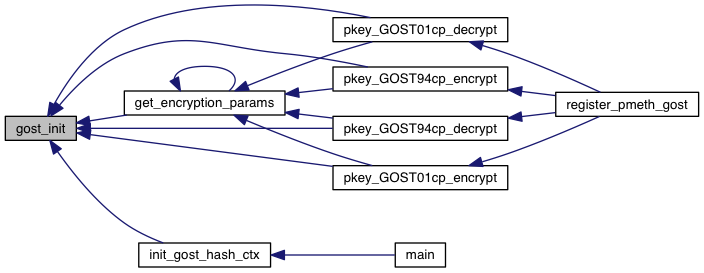 pkey_GOST01cp_decrypt
pkey_GOST94cp_encrypt
get_encryption_params
register_pmeth_gost
gost_init
pkey_GOST94cp_decrypt
pkey_GOST01cp_encrypt
init_gost_hash_ctx
main